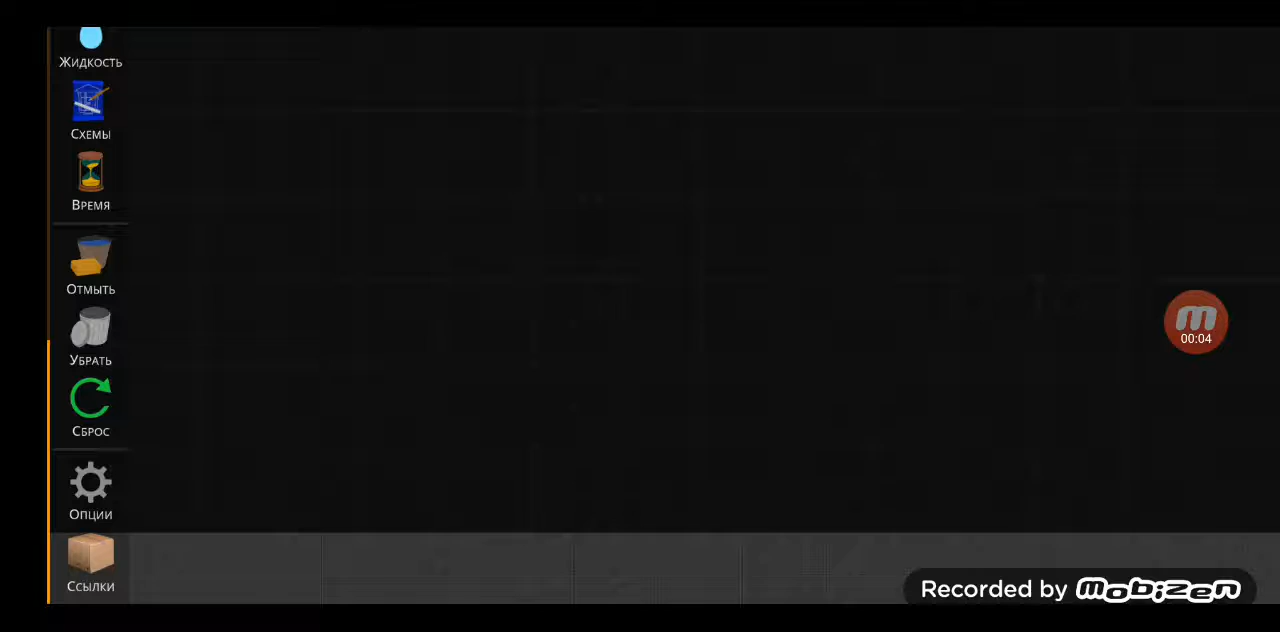 Жидкость
Схемы
Время
Отмыть
Убрать
Сброс
Опции
Ссылки
00:04
Recorded by mobizen